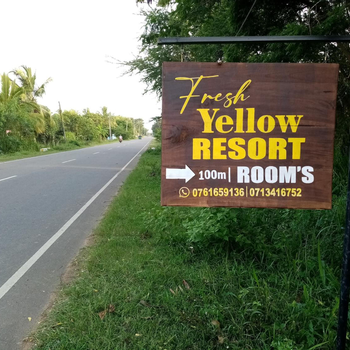 Fresh
Yellow
RESORT
100m | ROOM'S
0761659136 | 0713416752